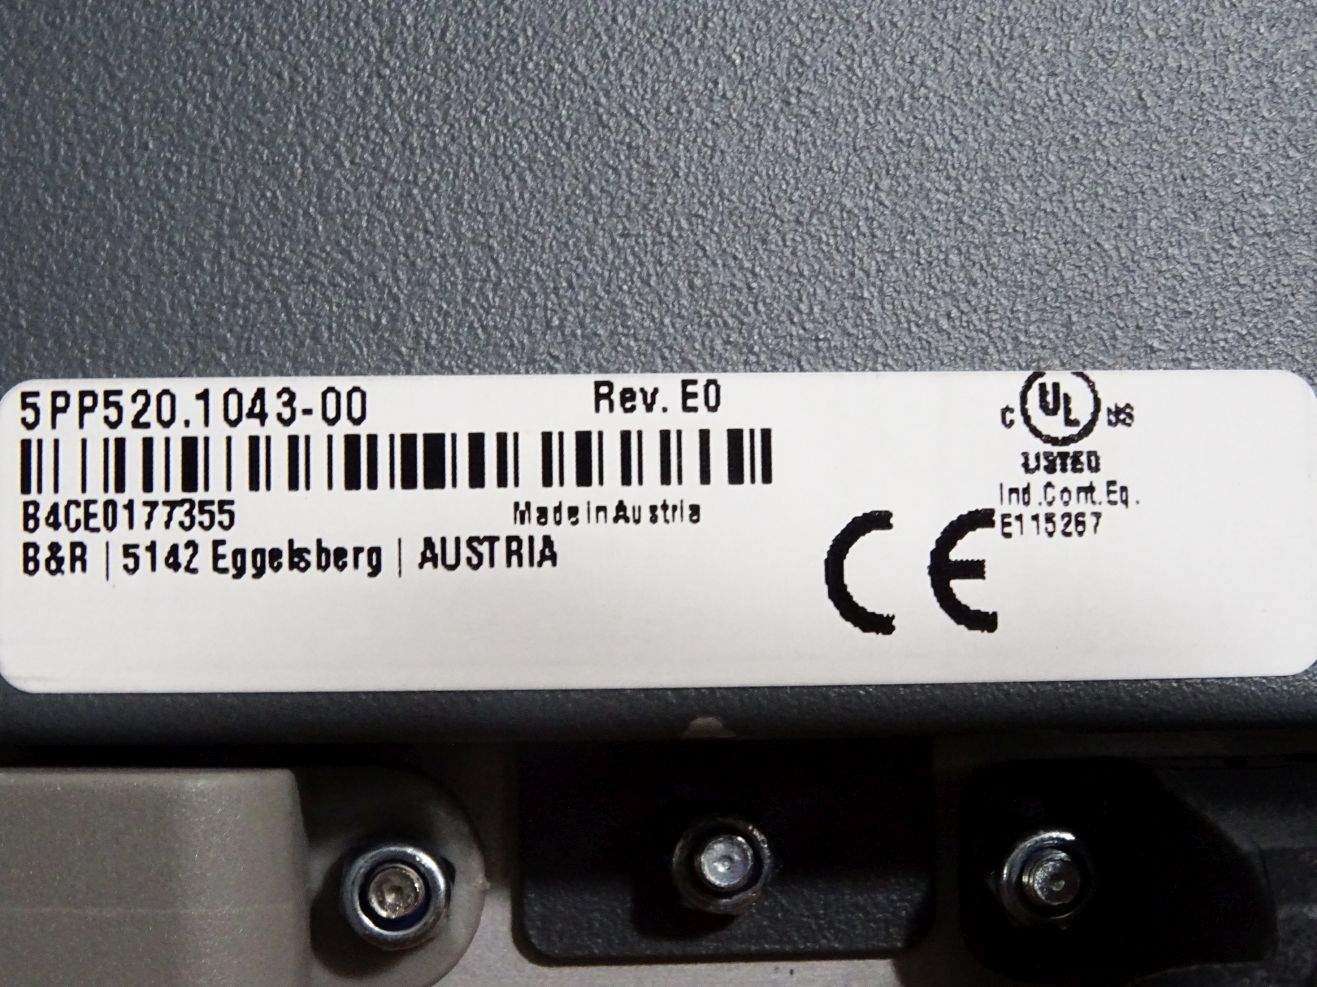 5PP520.1043-00 Rev. E0
C UL US
LISTED
Ind.Cont.Eq.
E115267
B4CE0177355 Made in Austria
B&R | 5142 Eggelsberg | AUSTRIA
CE